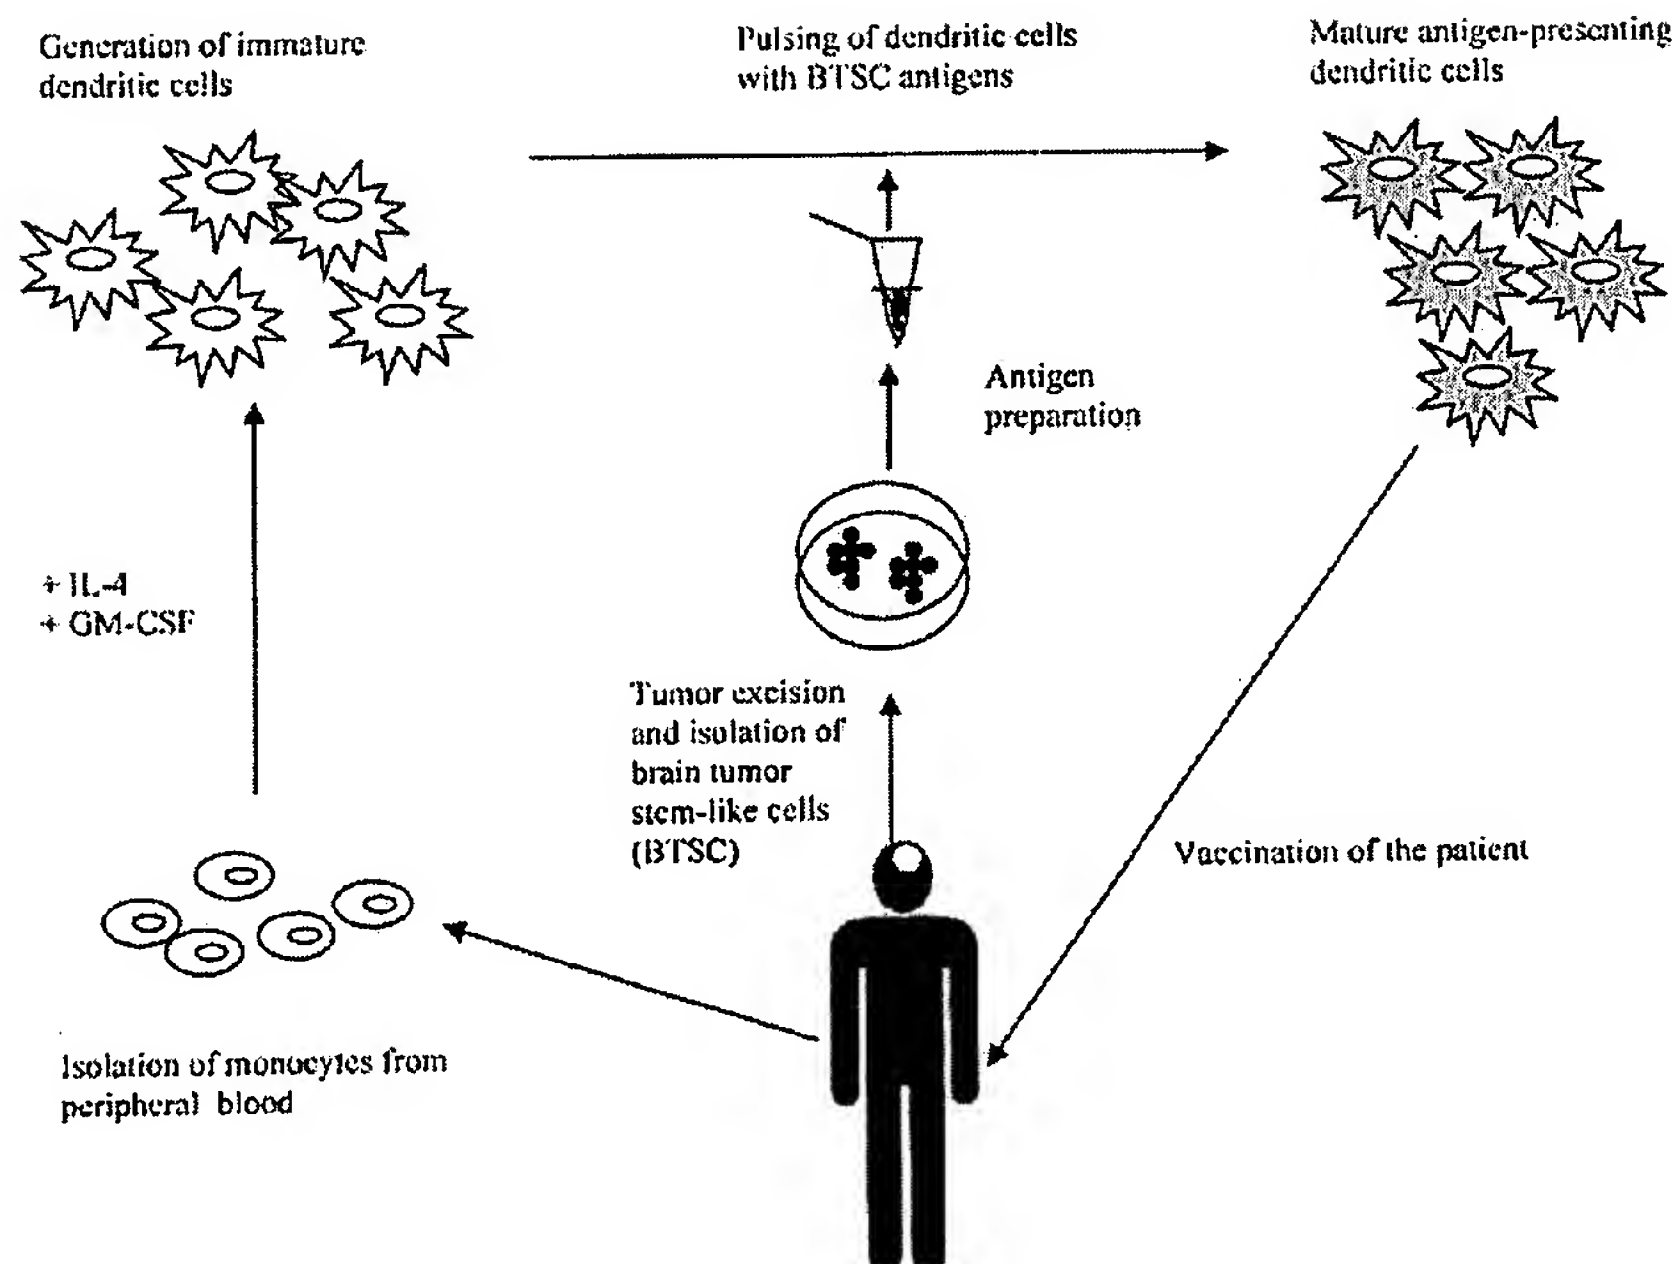 Generation of immature
dendritic cells
Pulsing of dendritic cells
with BTSC antigens
Mature antigen-presenting
dendritic cells
Antigen
preparation
+ IL-4
+ GM-CSF
Tumor excision
and isolation of
brain tumor
stem-like cells
(BTSC)
Vaccination of the patient
Isolation of monocytes from
peripheral blood